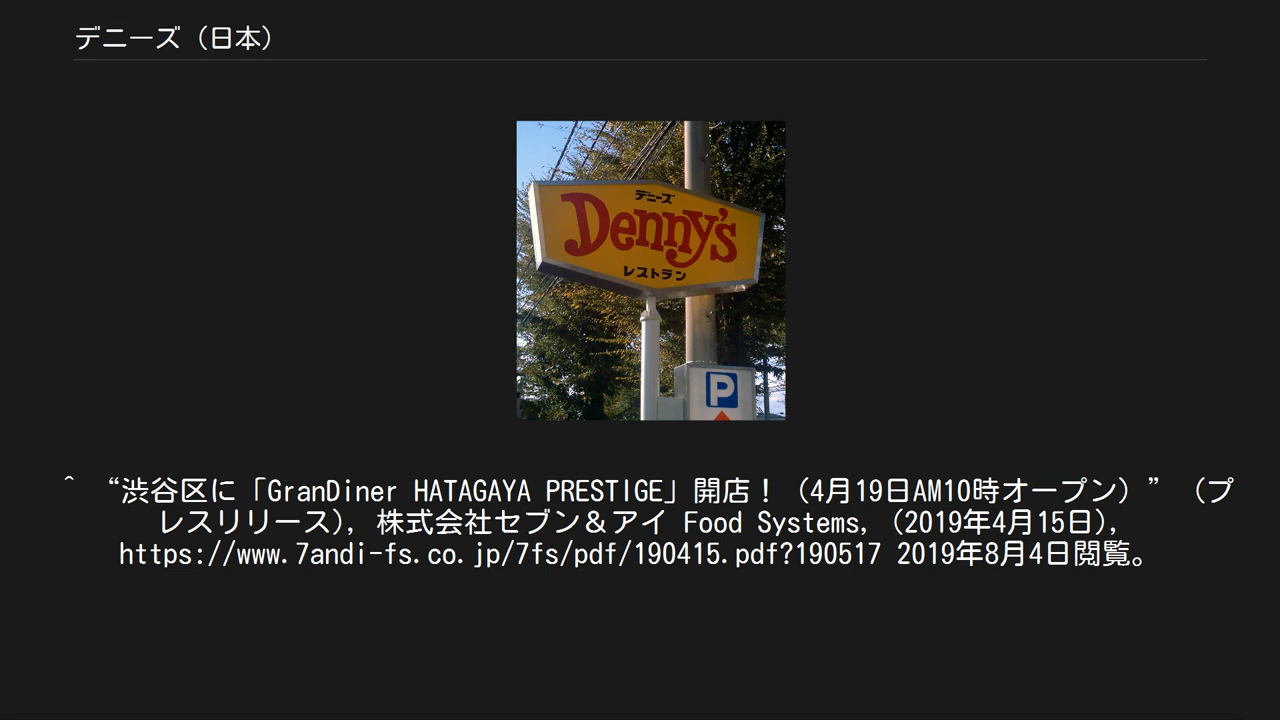 デニーズ（日本）
デニーズ
Denny's
レストラン
P
^ “渋谷区に「GranDiner HATAGAYA PRESTIGE」開店！（4月19日AM10時オープン）” （プ
レスリリース), 株式会社セブン＆アイ Food Systems, (2019年4月15日),
https://www.7andi-fs.co.jp/7fs/pdf/190415.pdf?190517 2019年8月4日閲覧。